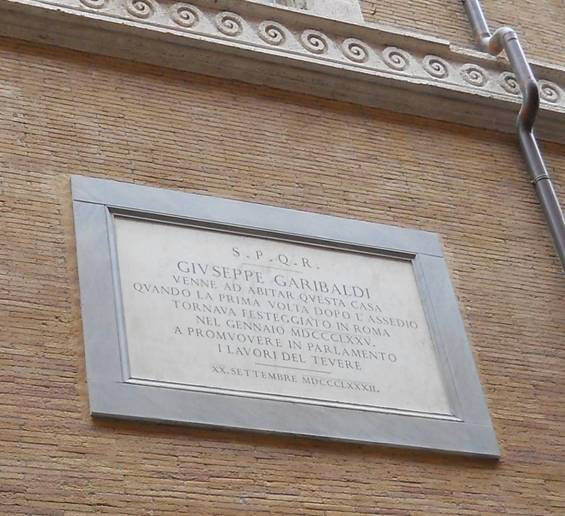 S.P.Q.R.
GIVSEPPE GARIBALDI
VENNE AD ABITAR QVESTA CASA
QVANDO LA PRIMA VOLTA DOPO L'ASSEDIO
TORNAVA FESTEGGIATO IN ROMA
NEL GENNAIO MDCCCLXXV.
A PROMVOVERE IN PARLAMENTO
I LAVORI DEL TEVERE
XX. SETTEMBRE MDCCCLXXXII.